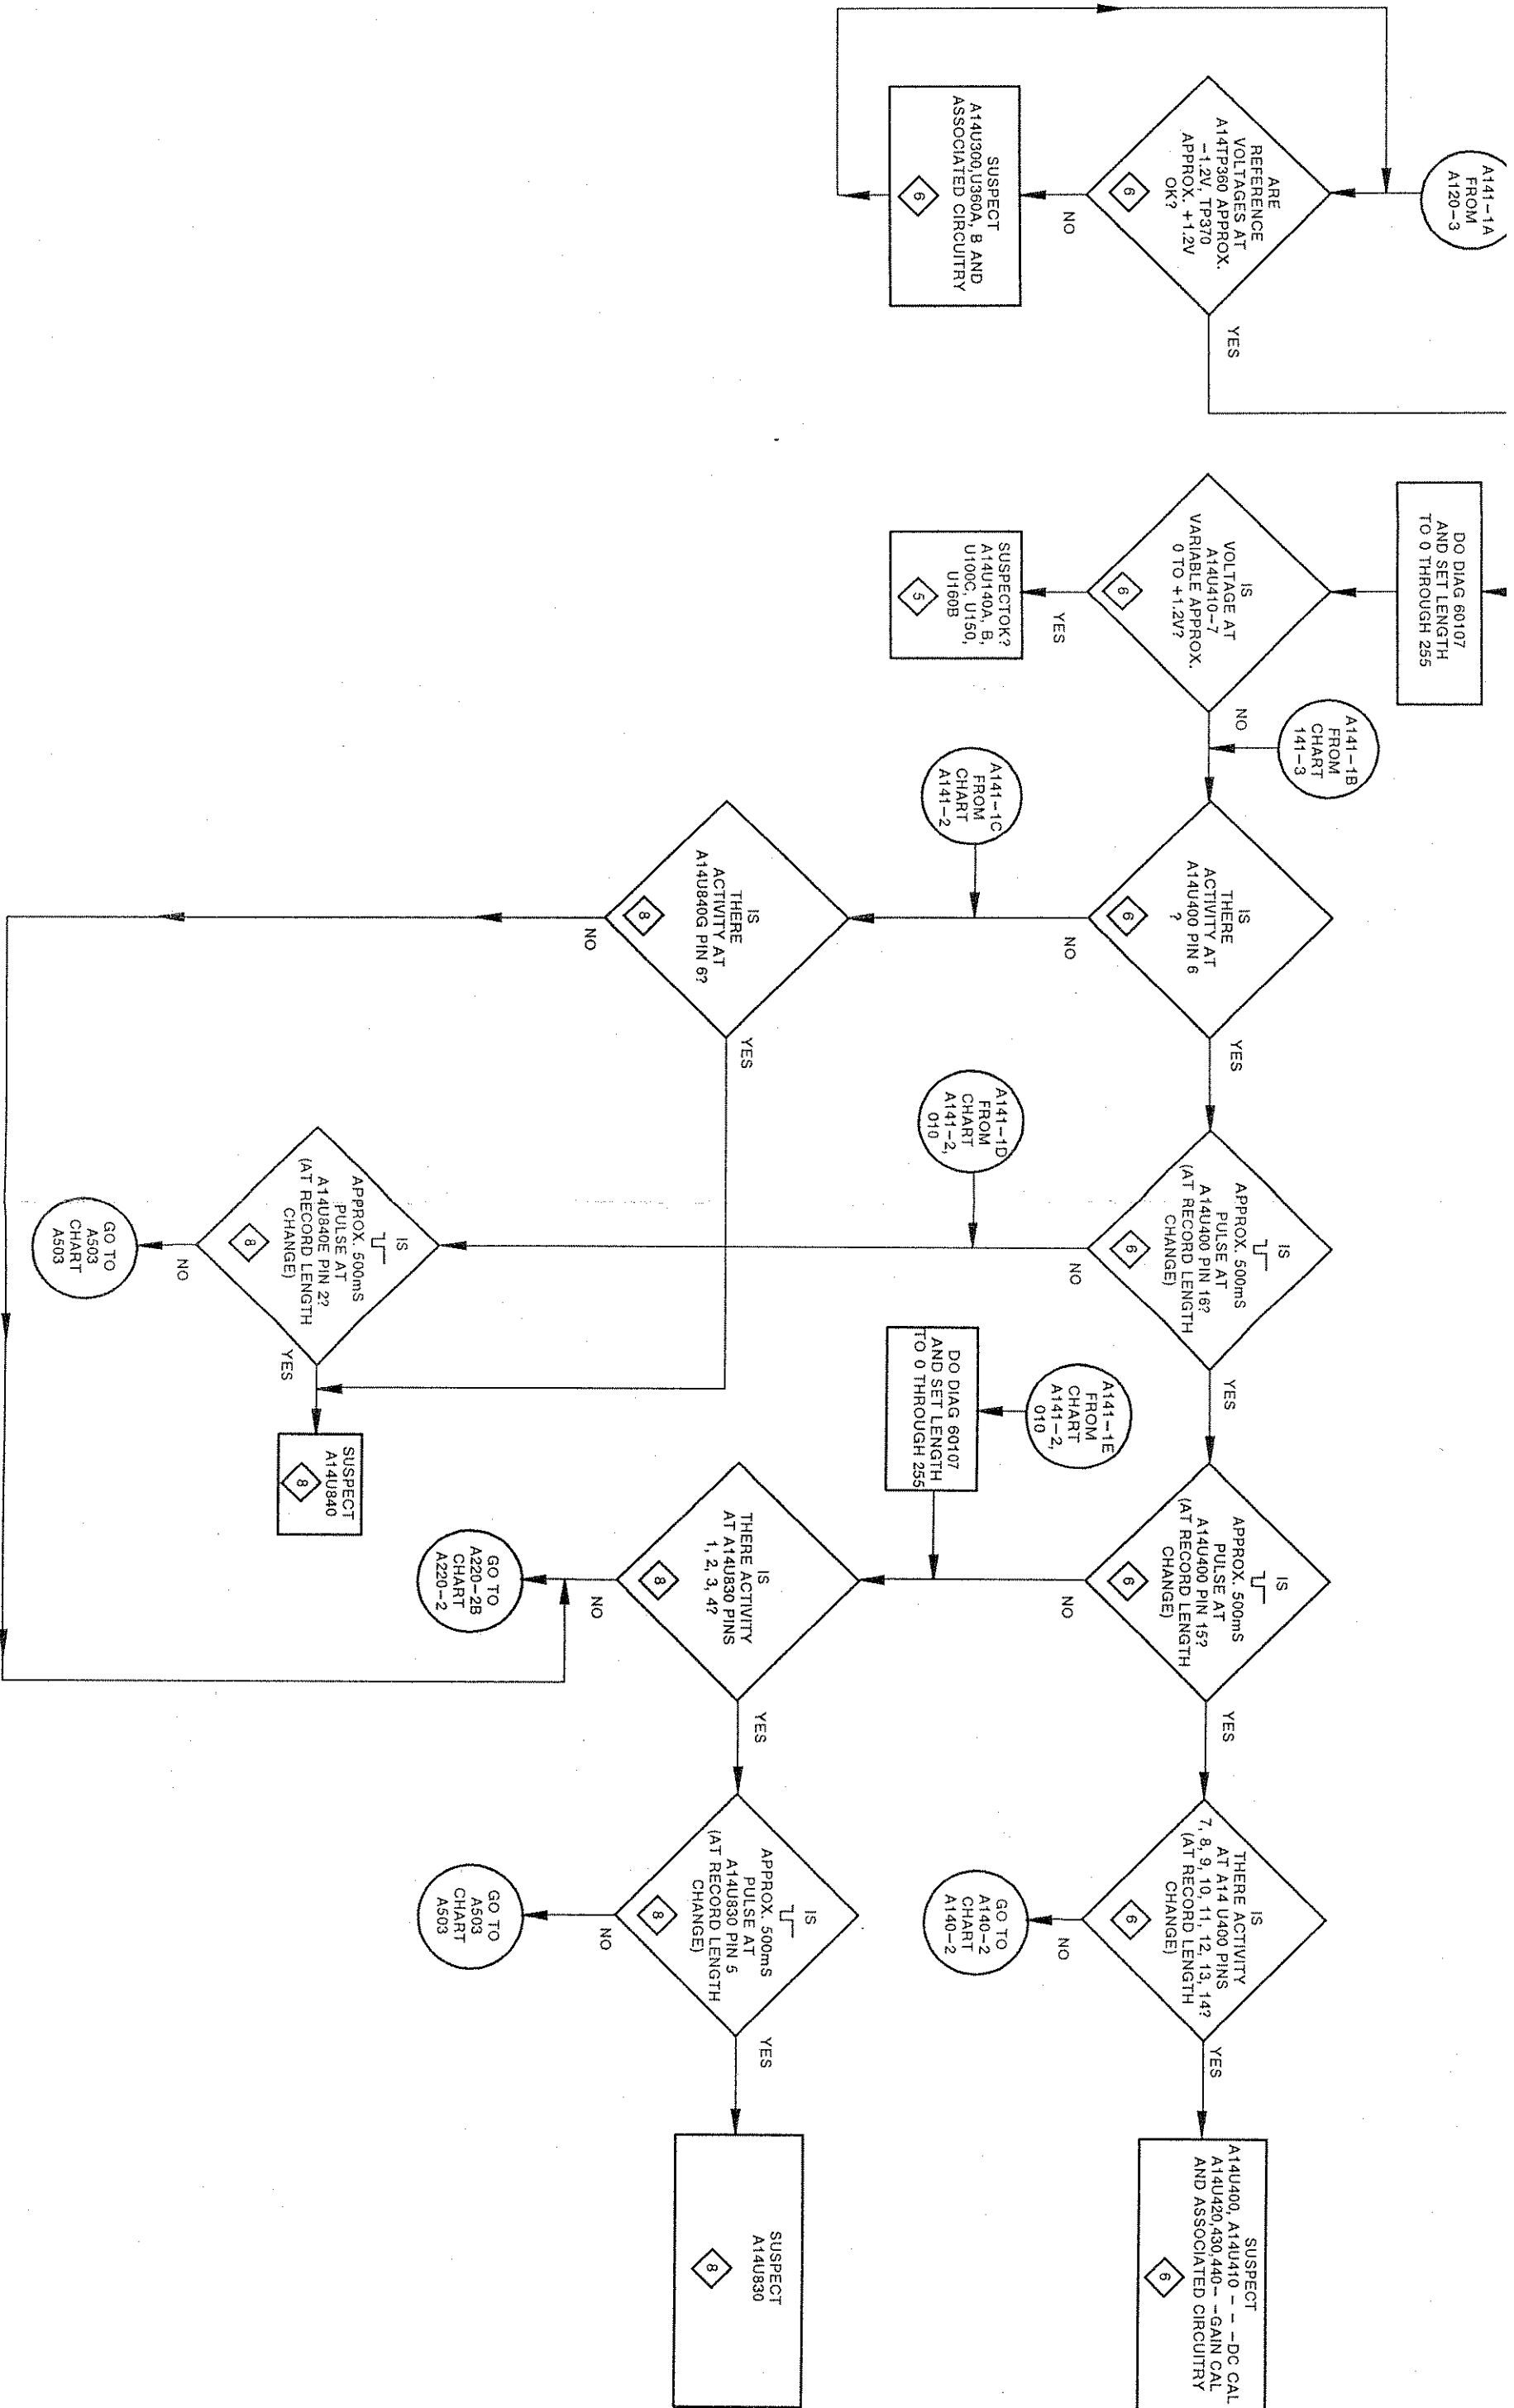 A141-1A
FROM
A120-3
ARE
REFERENCE
VOLTAGES AT
A14TP360 APPROX.
-1.2V, TP370
APPROX. +1.2V
OK?
6
NO
YES
SUSPECT
A14U300,U360A, B AND
ASSOCIATED CIRCUITRY
6
DO DIAG 60107
AND SET LENGTH
TO 0 THROUGH 255
IS
VOLTAGE AT
A14U410-7
VARIABLE APPROX.
0 TO +1.2V?
6
YES
NO
SUSPECTOK?
A14U140A, B,
U100C, U150,
U160B
5
A141-1B
FROM
CHART
141-3
IS
THERE
ACTIVITY AT
A14U400 PIN 6
?
6
NO
YES
A141-1C
FROM
CHART
A141-2
IS
THERE
ACTIVITY AT
A14U840G PIN 6?
8
NO
YES
IS
APPROX. 500mS
PULSE AT
A14U400 PIN 16?
(AT RECORD LENGTH
CHANGE)
6
NO
YES
A141-1D
FROM
CHART
A141-2,
010
IS
APPROX. 500mS
PULSE AT
A14U840E PIN 2?
(AT RECORD LENGTH
CHANGE)
8
NO
YES
GO TO
A503
CHART
A503
SUSPECT
A14U840
8
IS
APPROX. 500mS
PULSE AT
A14U400 PIN 15?
(AT RECORD LENGTH
CHANGE)
6
NO
YES
A141-1E
FROM
CHART
A141-2,
010
DO DIAG 60107
AND SET LENGTH
TO 0 THROUGH 255
IS
THERE ACTIVITY
AT A14U830 PINS
1, 2, 3, 4?
8
NO
YES
GO TO
A220-2B
CHART
A220-2
IS
THERE ACTIVITY
AT A14 U400 PINS
7, 8, 9, 10, 11, 12, 13, 14?
(AT RECORD LENGTH
CHANGE)
6
NO
YES
GO TO
A140-2
CHART
A140-2
IS
APPROX. 500mS
PULSE AT
A14U830 PIN 5
(AT RECORD LENGTH
CHANGE)
8
NO
YES
GO TO
A503
CHART
A503
SUSPECT
A14U400, A14U410 - - -DC CAL
A14U420,430,440- -GAIN CAL
AND ASSOCIATED CIRCUITRY
6
SUSPECT
A14U830
8